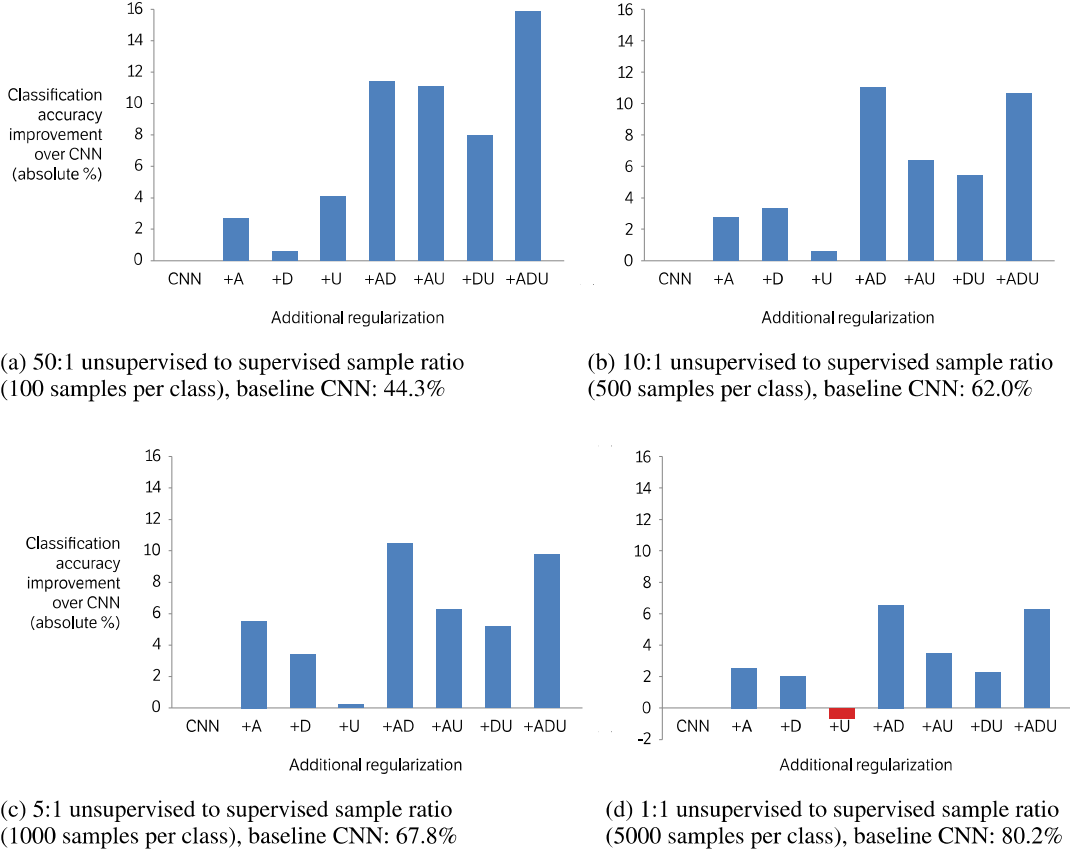 16
14
12
10
8
6
4
2
0
Classification
accuracy
improvement
over CNN
(absolute %)
CNN +A +D +U +AD +AU +DU +ADU
Additional regularization
(a) 50:1 unsupervised to supervised sample ratio
(100 samples per class), baseline CNN: 44.3%
16
14
12
10
8
6
4
2
0
CNN +A +D +U +AD +AU +DU +ADU
Additional regularization
(b) 10:1 unsupervised to supervised sample ratio
(500 samples per class), baseline CNN: 62.0%
16
14
12
10
8
6
4
2
0
Classification
accuracy
improvement
over CNN
(absolute %)
CNN +A +D +U +AD +AU +DU +ADU
Additional regularization
(c) 5:1 unsupervised to supervised sample ratio
(1000 samples per class), baseline CNN: 67.8%
16
14
12
10
8
6
4
2
0
-2
CNN +A +D +U +AD +AU +DU +ADU
Additional regularization
(d) 1:1 unsupervised to supervised sample ratio
(5000 samples per class), baseline CNN: 80.2%